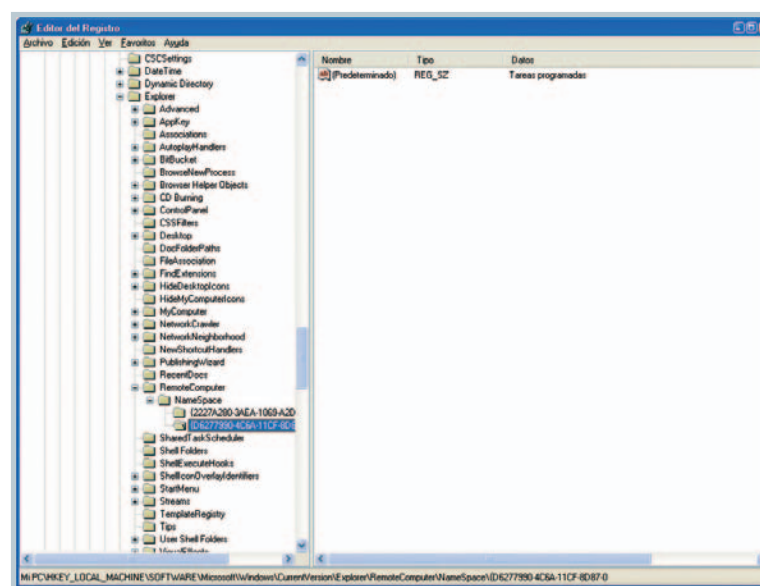 Editor del Registro
Archivo Edición Ver Favoritos Ayuda
CSCSettings
DateTime
Dynamic Directory
Explorer
Advanced
AppKey
Associations
AutoplayHandlers
BitBucket
BrowseNewProcess
Browser Helper Objects
CD Burning
ControlPanel
CSSFilters
Desktop
DocFolderPaths
FileAssociation
FindExtensions
HideDesktopIcons
HideMyComputerIcons
MyComputer
NetworkCrawler
NetworkNeighborhood
NewShortcutHandlers
PublishingWizard
RecentDocs
RemoteComputer
NameSpace
{2227A280-3AEA-1069-A2D
{D6277990-4C6A-11CF-8D8
SharedTaskScheduler
Shell Folders
ShellExecuteHooks
ShellIconOverlayIdentifiers
StartMenu
Streams
TemplateRegistry
Tips
User Shell Folders
VisualEffects
Nombre Tipo Datos
(Predeterminado) REG_SZ Tareas programadas
Mi PC\HKEY_LOCAL_MACHINE\SOFTWARE\Microsoft\Windows\CurrentVersion\Explorer\RemoteComputer\NameSpace\{D6277990-4C6A-11CF-8D87-0